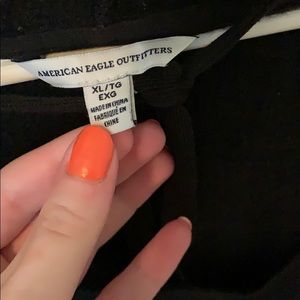 AMERICAN EAGLE OUTFITTERS
XL/TG
EXG
MADE IN CHINA
FABRIQUÉ EN
CHINE